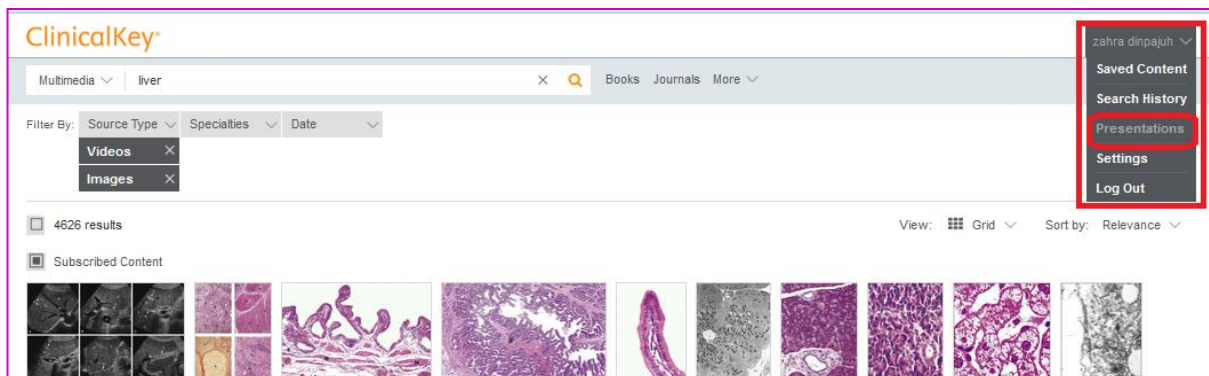 ClinicalKey®
zahra dinpajuh
Multimedia liver Books Journals More
Saved Content
Search History
Presentations
Settings
Log Out
Filter By: Source Type Specialties Date
Videos
Images
4626 results View: Grid Sort by: Relevance
Subscribed Content